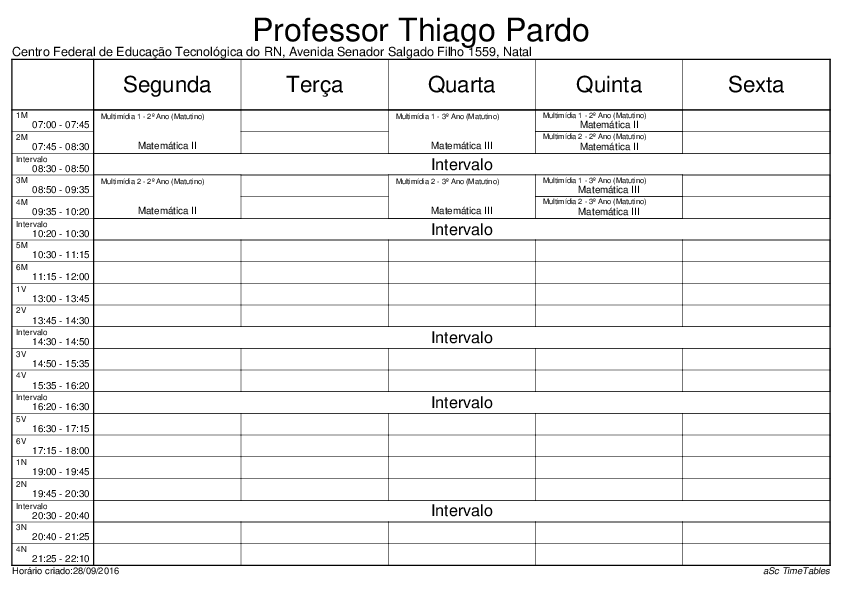 Professor Thiago Pardo
Centro Federal de Educação Tecnológica do RN, Avenida Senador Salgado Filho 1559, Natal
Segunda Terça Quarta Quinta Sexta
1M
07:00 - 07:45
Multimídia 1 - 2º Ano (Matutino)
Matemática II
Multimídia 1 - 3º Ano (Matutino)
Matemática III
Multimídia 1 - 2º Ano (Matutino)
Matemática II
2M
07:45 - 08:30
Multimídia 2 - 2º Ano (Matutino)
Matemática II
Intervalo
08:30 - 08:50
Intervalo
3M
08:50 - 09:35
Multimídia 2 - 2º Ano (Matutino)
Matemática II
Multimídia 2 - 3º Ano (Matutino)
Matemática III
Multimídia 1 - 3º Ano (Matutino)
Matemática III
4M
09:35 - 10:20
Multimídia 2 - 3º Ano (Matutino)
Matemática III
Intervalo
10:20 - 10:30
Intervalo
5M
10:30 - 11:15
6M
11:15 - 12:00
1V
13:00 - 13:45
2V
13:45 - 14:30
Intervalo
14:30 - 14:50
Intervalo
3V
14:50 - 15:35
4V
15:35 - 16:20
Intervalo
16:20 - 16:30
Intervalo
5V
16:30 - 17:15
6V
17:15 - 18:00
1N
19:00 - 19:45
2N
19:45 - 20:30
Intervalo
20:30 - 20:40
Intervalo
3N
20:40 - 21:25
4N
21:25 - 22:10
Horário criado:28/09/2016
aSc TimeTables